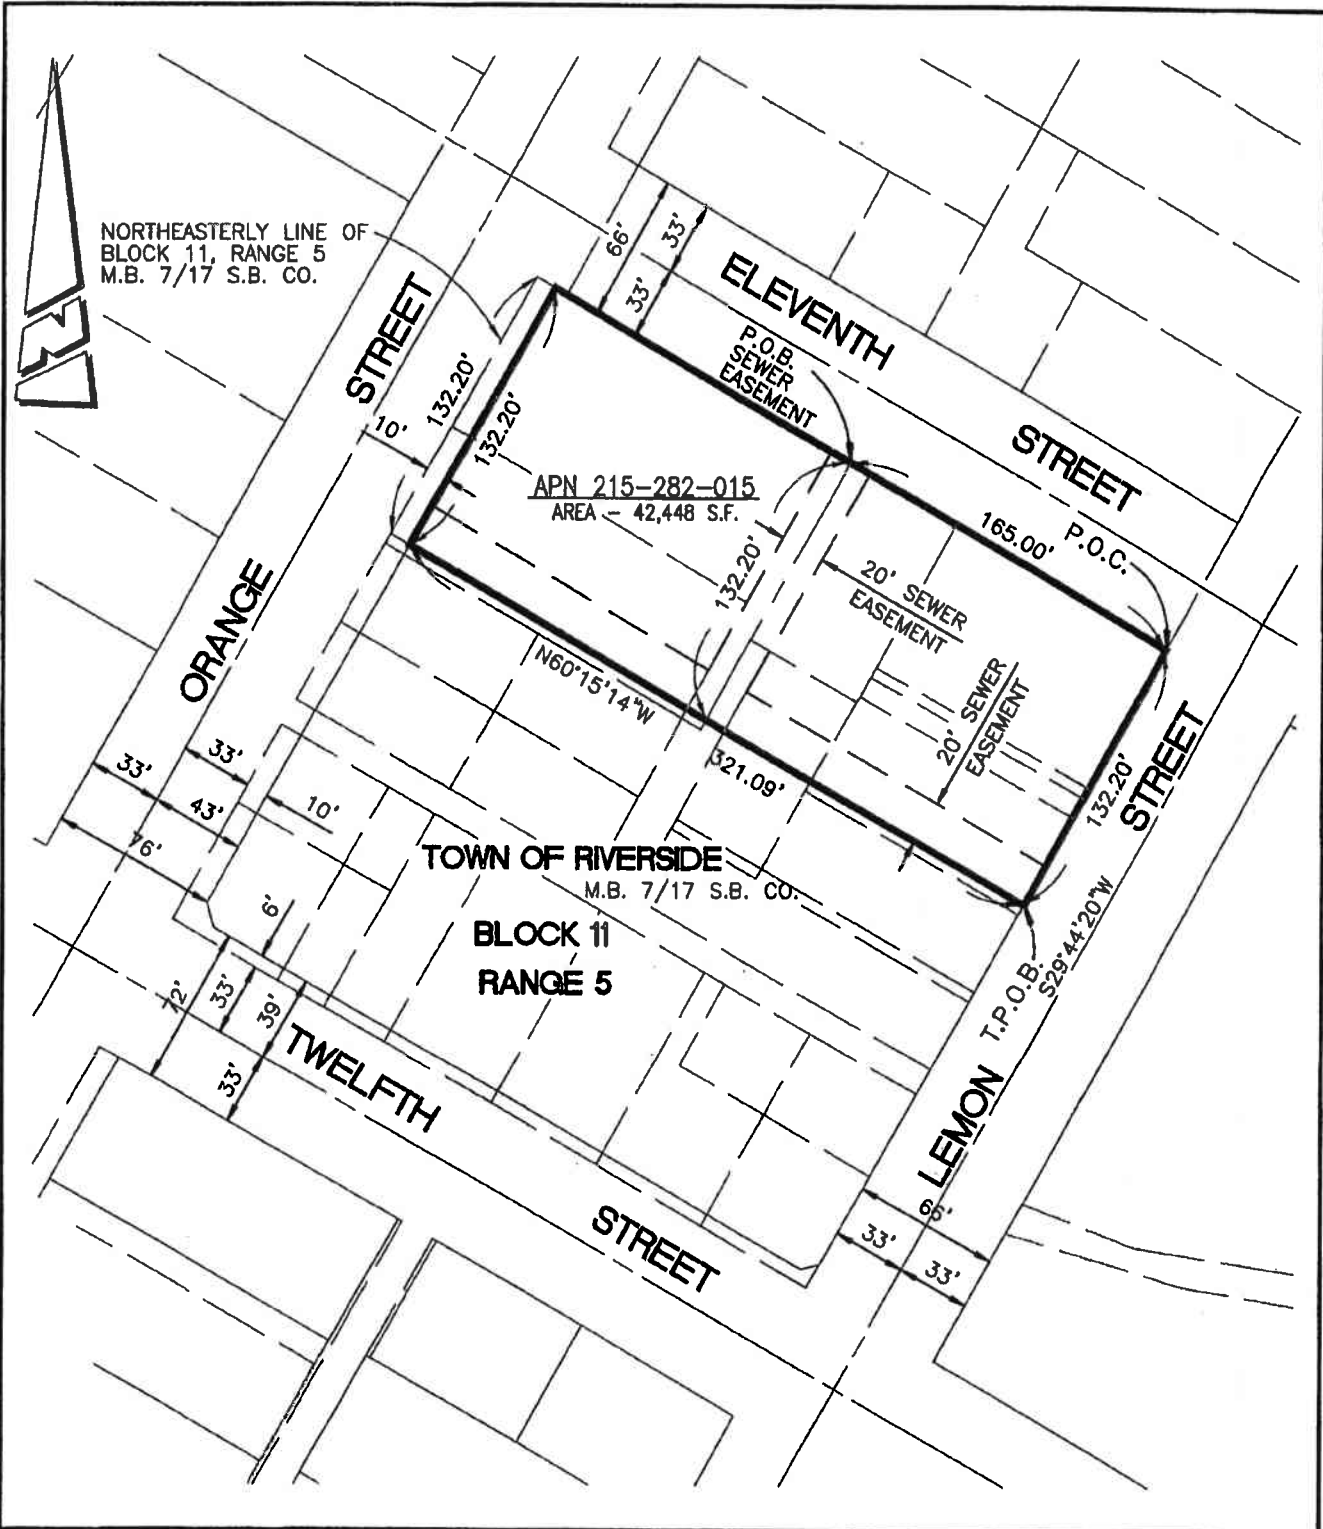 NORTHEASTERLY LINE OF
BLOCK 11, RANGE 5
M.B. 7/17 S.B. CO.
N
66'
33'
33'
ELEVENTH
STREET
P.O.B.
SEWER
EASEMENT
STREET
ORANGE
132.20'
132.20'
10'
APN 215-282-015
AREA - 42,448 S.F.
165.00'
P.O.C.
132.20'
20' SEWER
EASEMENT
20' SEWER
EASEMENT
N60°15'14"W
321.09'
132.20'
STREET
LEMON
S29°44'20"W
T.P.O.B.
33'
33'
43'
76'
10'
TOWN OF RIVERSIDE
M.B. 7/17 S.B. CO.
BLOCK 11
RANGE 5
6'
72'
33'
39'
33'
TWELFTH
STREET
66'
33'
33'